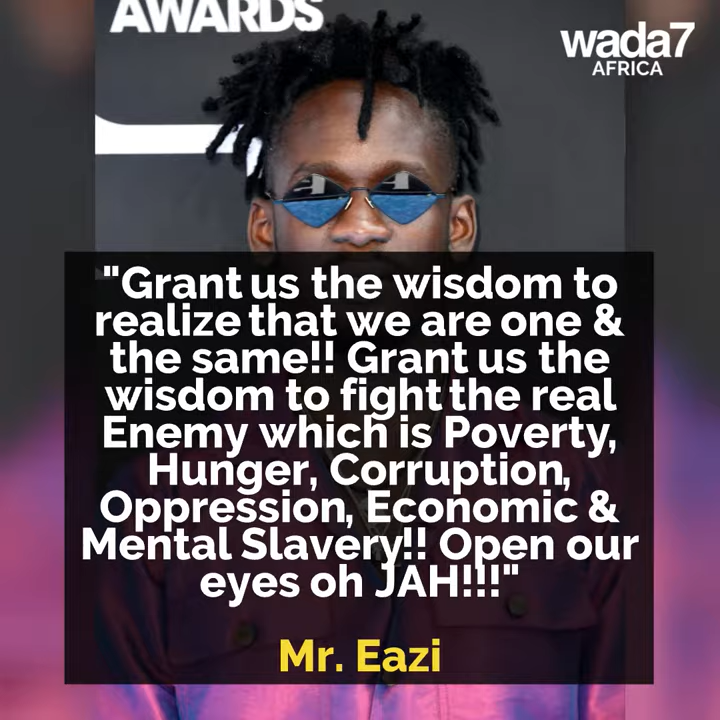 AWARDS
wada7
AFRICA
"Grant us the wisdom to
realize that we are one &
the same!! Grant us the
wisdom to fight the real
Enemy which is Poverty,
Hunger, Corruption,
Oppression, Economic &
Mental Slavery!! Open our
eyes oh JAH!!!"
Mr. Eazi